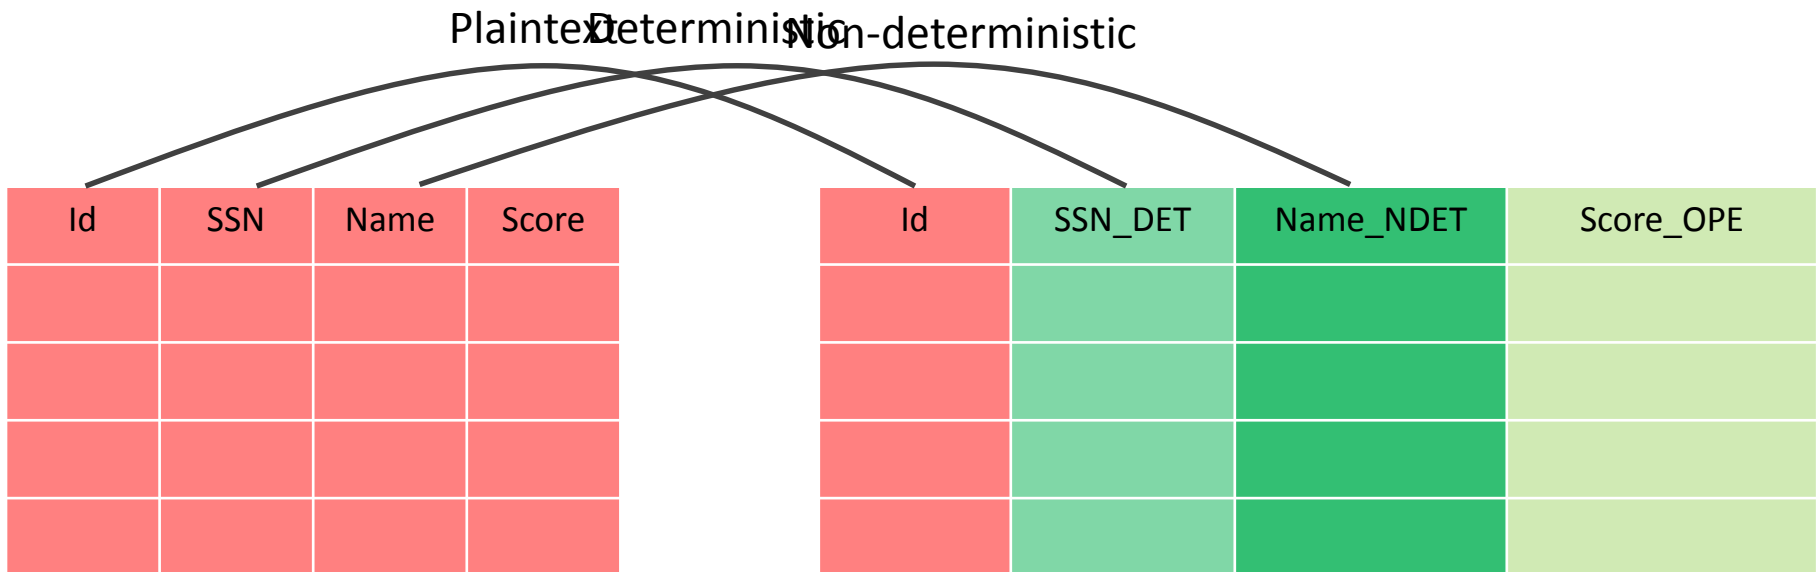 Plaintext Deterministic Non-deterministic
Id SSN Name Score Id SSN_DET Name_NDET Score_OPE